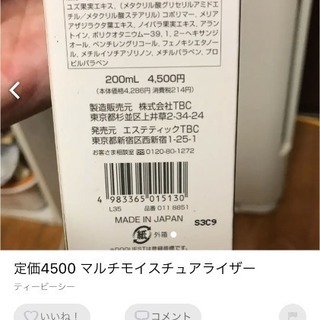 ユズ果実エキス、(メタクリル酸グリセリルアミドエチル/メタクリル酸ステアリル)コポリマー、メリアアザジラクタ葉エキス、ノイバラ果実エキス、アラントイン、ポリクオタニウム-39、1、2-ヘキサンジオール、ペンチレングリコール、フェノキシエタノール、メチルイソチアゾリノン、メチルパラベン、プロピルパラベン
200mL 4,500円
(本体価格4,286円 消費税214円)
製造販売元 株式会社TBC
東京都杉並区上井草2-34-24
発売元 エステティックTBC
東京都新宿区西新宿1-25-1
お客さま相談室 0120-80-1272
4 983365 015130
L35 品番 011 8851
MADE IN JAPAN
S3C9
紙 外箱
定価4500 マルチモイスチュアライザー
ティービーシー
いいね!
コメント